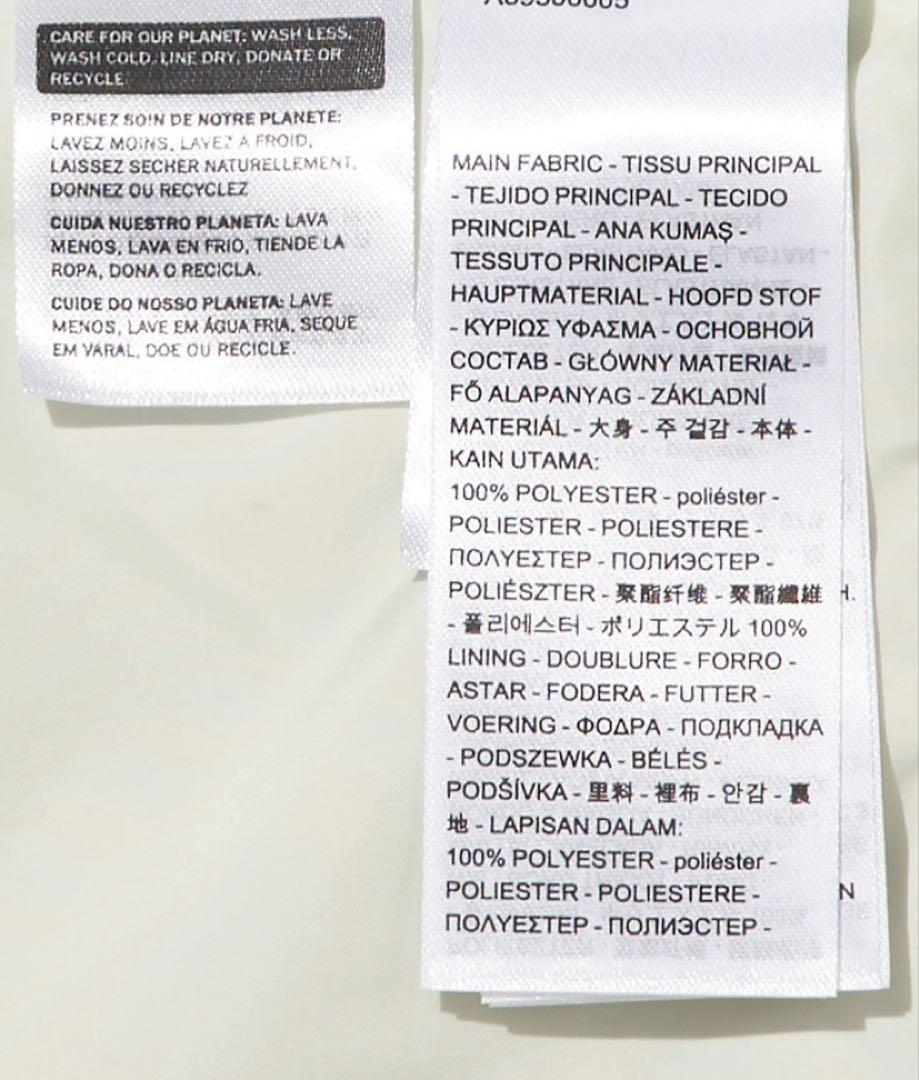 CARE FOR OUR PLANET: WASH LESS,
WASH COLD, LINE DRY, DONATE OR
RECYCLE
PRENEZ SOIN DE NOTRE PLANETE:
LAVEZ MOINS, LAVEZ A FROID,
LAISSEZ SECHER NATURELLEMENT,
DONNEZ OU RECYCLEZ
CUIDA NUESTRO PLANETA: LAVA
MENOS, LAVA EN FRIO, TIENDE LA
ROPA, DONA O RECICLA.
CUIDE DO NOSSO PLANETA: LAVE
MENOS, LAVE EM ÁGUA FRIA, SEQUE
EM VARAL, DOE OU RECICLE.
MAIN FABRIC - TISSU PRINCIPAL
- TEJIDO PRINCIPAL - TECIDO
PRINCIPAL - ANA KUMAŞ -
TESSUTO PRINCIPALE -
HAUPTMATERIAL - HOOFD STOF
- ΚΥΡΙΩΣ ΥΦΑΣΜΑ - ОСНОВНОЙ
СОСТАВ - GŁÓWNY MATERIAŁ -
FŐ ALAPANYAG - ZÁKLADNÍ
MATERIÁL - 大身 - 주 겉감 - 本体 -
KAIN UTAMA:
100% POLYESTER - poliéster -
POLIESTER - POLIESTERE -
ΠΟΛΥΕΣΤΕΡ - ПОЛИЭСТЕР -
POLIÉSZTER - 聚酯纤维 - 聚酯纖維
- 폴리에스터 - ポリエステル 100%
LINING - DOUBLURE - FORRO -
ASTAR - FODERA - FUTTER -
VOERING - ΦΟΔΡΑ - ПОДКЛАДКА
- PODSZEWKA - BÉLÉS -
PODŠÍVKA - 里料 - 裡布 - 안감 - 裏
地 - LAPISAN DALAM:
100% POLYESTER - poliéster -
POLIESTER - POLIESTERE -
ΠΟΛΥΕΣΤΕΡ - ПОЛИЭСТЕР -